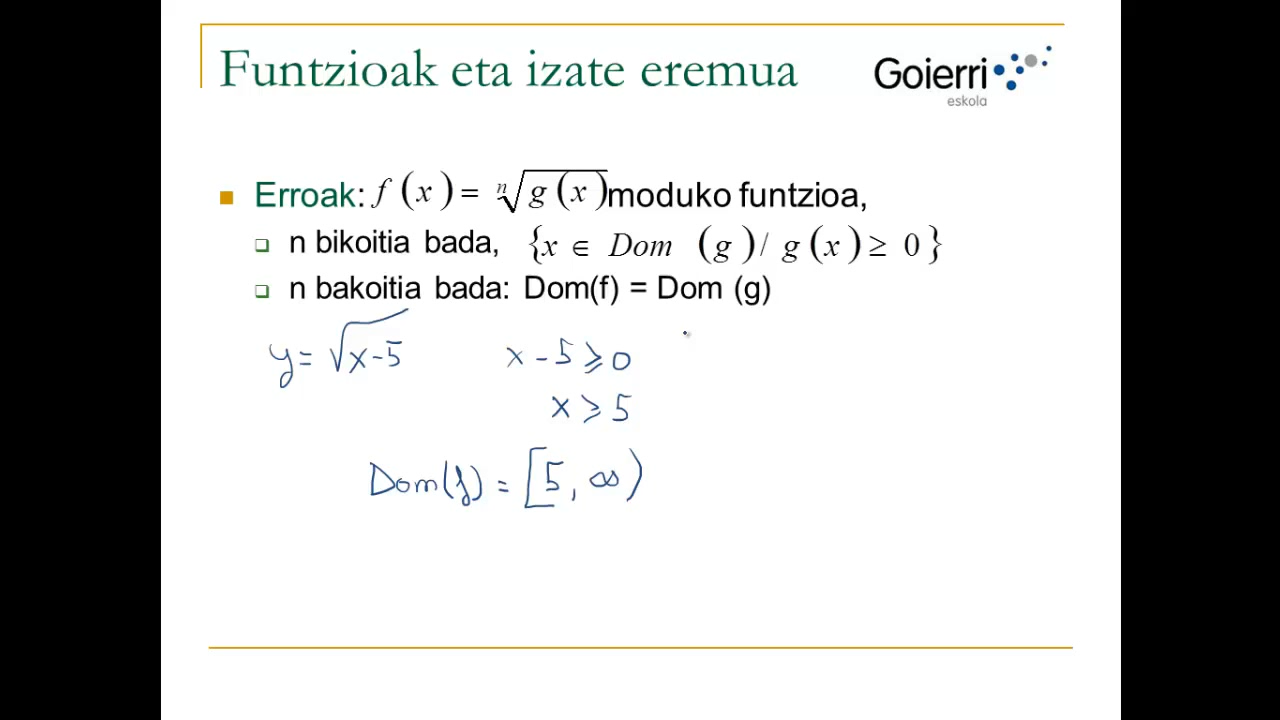 Funtzioak eta izate eremua
Goierri
eskola
Erroak: f(x) = ⁿ√g(x) moduko funtzioa,
n bikoitia bada, {x ∈ Dom (g) / g(x) ≥ 0}
n bakoitia bada: Dom(f) = Dom (g)
y = √x-5 x - 5 ≥ 0
x ≥ 5
Dom(f) = [5, ∞)